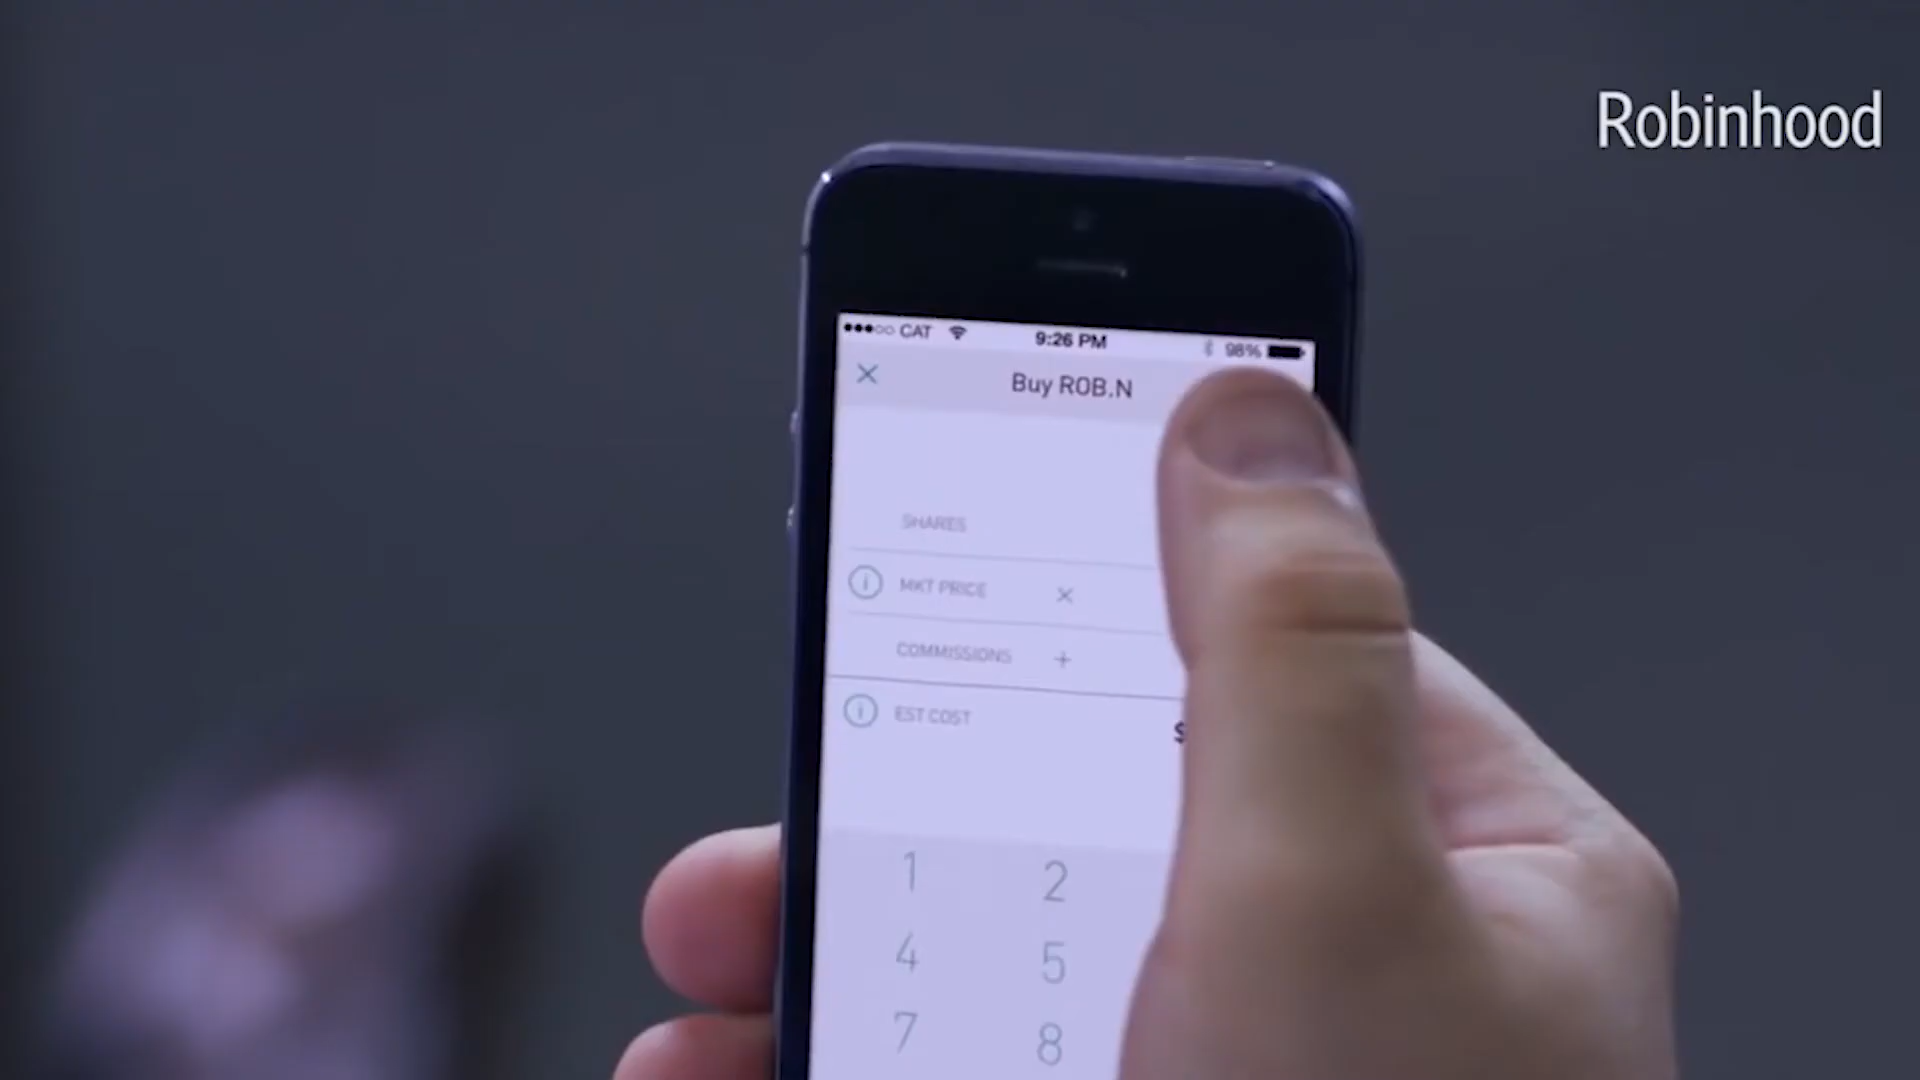 Robinhood
CAT 9:26 PM 98%
Buy ROB.N
SHARES
MKT PRICE ×
COMMISSIONS +
EST COST $
1 2
4 5
7 8